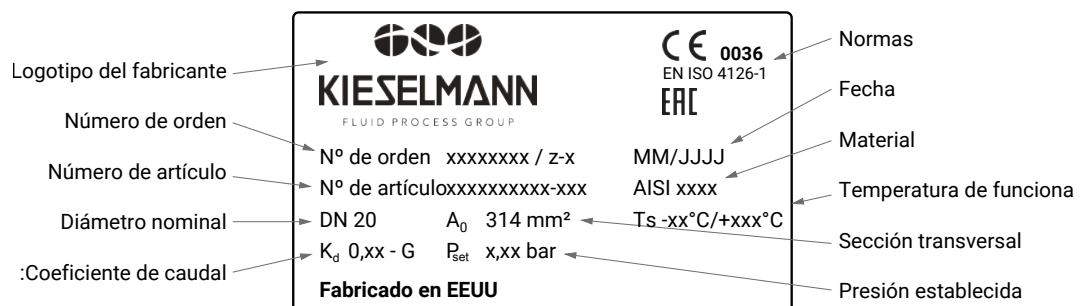 Logotipo del fabricante
Número de orden
Número de artículo
Diámetro nominal
:Coeficiente de caudal
KIESELMANN
FLUID PROCESS GROUP
CE 0036
EN ISO 4126-1
EAC
Nº de orden xxxxxxxx / z-x MM/JJJJ
Nº de artículoxxxxxxxxxx-xxx AISI xxxx
DN 20 A₀ 314 mm² Ts -xx°C/+xxx°C
K_d 0,xx - G P_set x,xx bar
Fabricado en EEUU
Normas
Fecha
Material
Temperatura de funciona
Sección transversal
Presión establecida